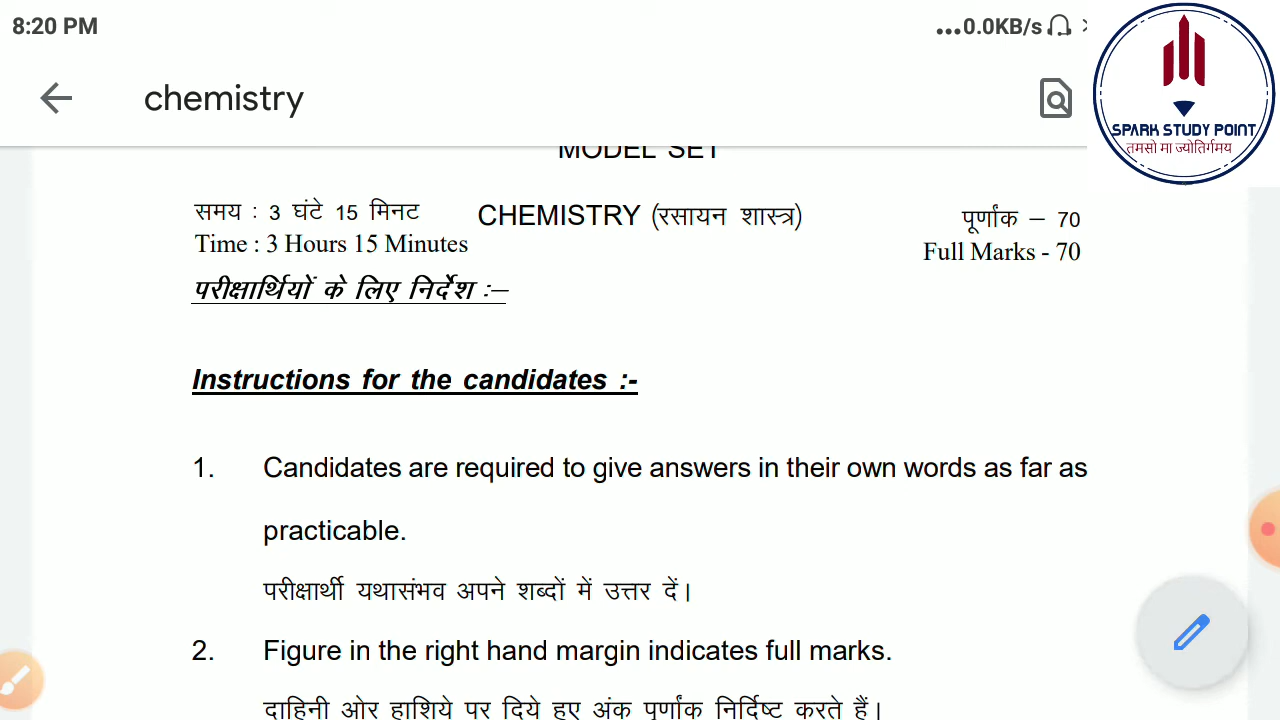 8:20 PM
...0.0KB/s
chemistry
SPARK STUDY POINT
तमसो मा ज्योतिर्गमय
MODEL SET
समय : 3 घंटे 15 मिनट
CHEMISTRY (रसायन शास्त्र)
पूर्णांक – 70
Time : 3 Hours 15 Minutes
Full Marks - 70
परीक्षार्थियों के लिए निर्देश :–
Instructions for the candidates :-
1. Candidates are required to give answers in their own words as far as
practicable.
परीक्षार्थी यथासंभव अपने शब्दों में उत्तर दें।
2. Figure in the right hand margin indicates full marks.
दाहिनी ओर हाशिये पर दिये हुए अंक पूर्णांक निर्दिष्ट करते हैं।